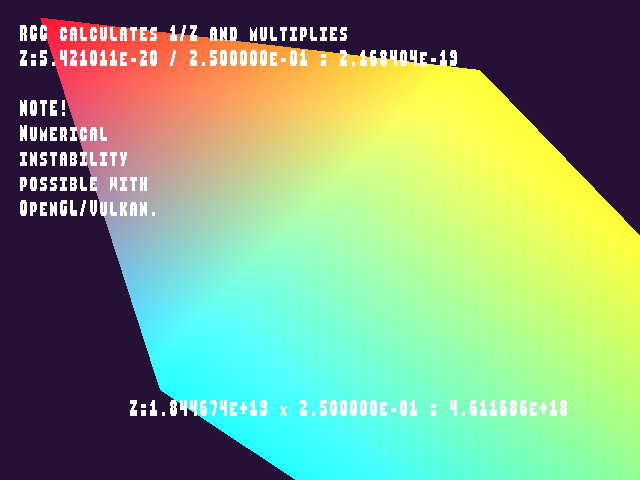 RGG calculates 1/Z and multiplies
Z:5.421011e-20 / 2.500000e-01 : 2.168404e-19
NOTE!
Numerical
instability
possible with
OpenGL/Vulkan.
Z:1.844674e+19 x 2.500000e-01 : 4.611686e+18